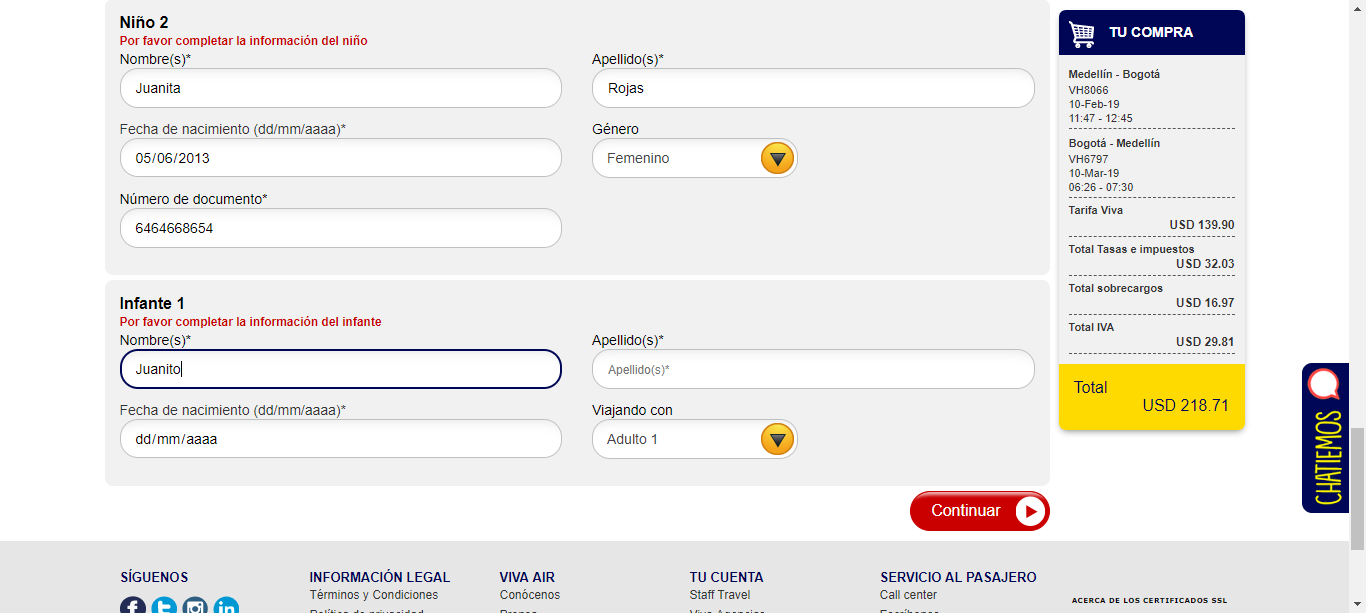 Niño 2
Por favor completar la información del niño
Nombre(s)*
Apellido(s)*
Juanita
Rojas
Fecha de nacimiento (dd/mm/aaaa)*
Género
05/06/2013
Femenino
Número de documento*
6464668654
Infante 1
Por favor completar la información del infante
Nombre(s)*
Apellido(s)*
Juanito
Apellido(s)*
Fecha de nacimiento (dd/mm/aaaa)*
Viajando con
dd/mm/aaaa
Adulto 1
Continuar
TU COMPRA
Medellín - Bogotá
VH8066
10-Feb-19
11:47 - 12:45
Bogotá - Medellín
VH6797
10-Mar-19
06:26 - 07:30
Tarifa Viva
USD 139.90
Total Tasas e impuestos
USD 32.03
Total sobrecargos
USD 16.97
Total IVA
USD 29.81
Total
USD 218.71
CHATIEMOS
SÍGUENOS
INFORMACIÓN LEGAL
VIVA AIR
TU CUENTA
SERVICIO AL PASAJERO
Términos y Condiciones
Conócenos
Staff Travel
Call center
ACERCA DE LOS CERTIFICADOS SSL
Política de privacidad
Prensa
Viva Agencias
Escríbenos